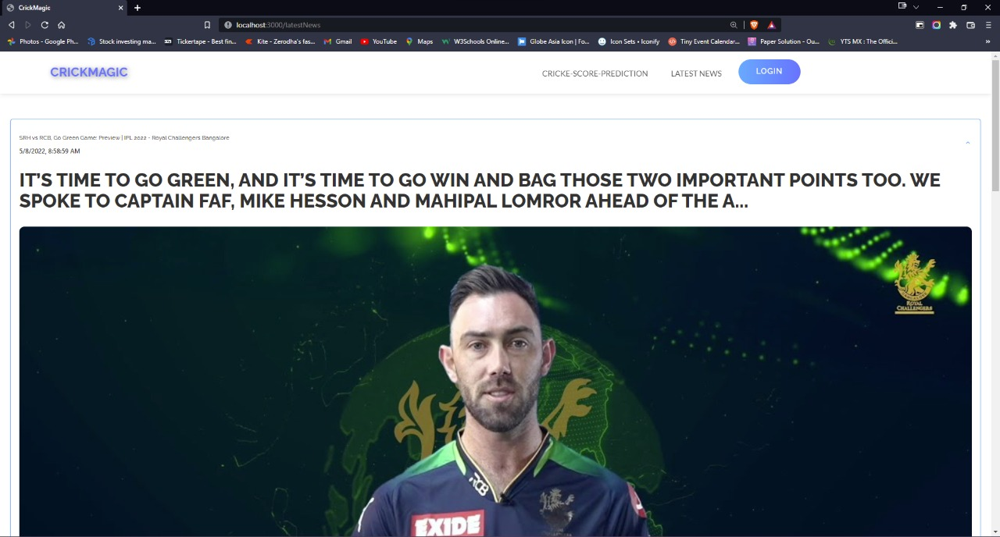 CrickMagic
localhost:3000/latestNews
Photos - Google Ph...
Stock investing ma...
Tickertape - Best fin...
Kite - Zerodha's fas...
Gmail
YouTube
Maps
W3Schools Online...
Globe Asia Icon | Fo...
Icon Sets • Iconify
Tiny Event Calendar...
Paper Solution - Ou...
YTS MX : The Offici...
CRICKMAGIC
CRICKE-SCORE-PREDICTION
LATEST NEWS
LOGIN
SRH vs RCB, Go Green Game: Preview | IPL 2022 - Royal Challengers Bangalore
5/8/2022, 8:58:59 AM
IT’S TIME TO GO GREEN, AND IT’S TIME TO GO WIN AND BAG THOSE TWO IMPORTANT POINTS TOO. WE
SPOKE TO CAPTAIN FAF, MIKE HESSON AND MAHIPAL LOMROR AHEAD OF THE A...
BANGALORE
ROYAL
CHALLENGERS
RCB
EXIDE